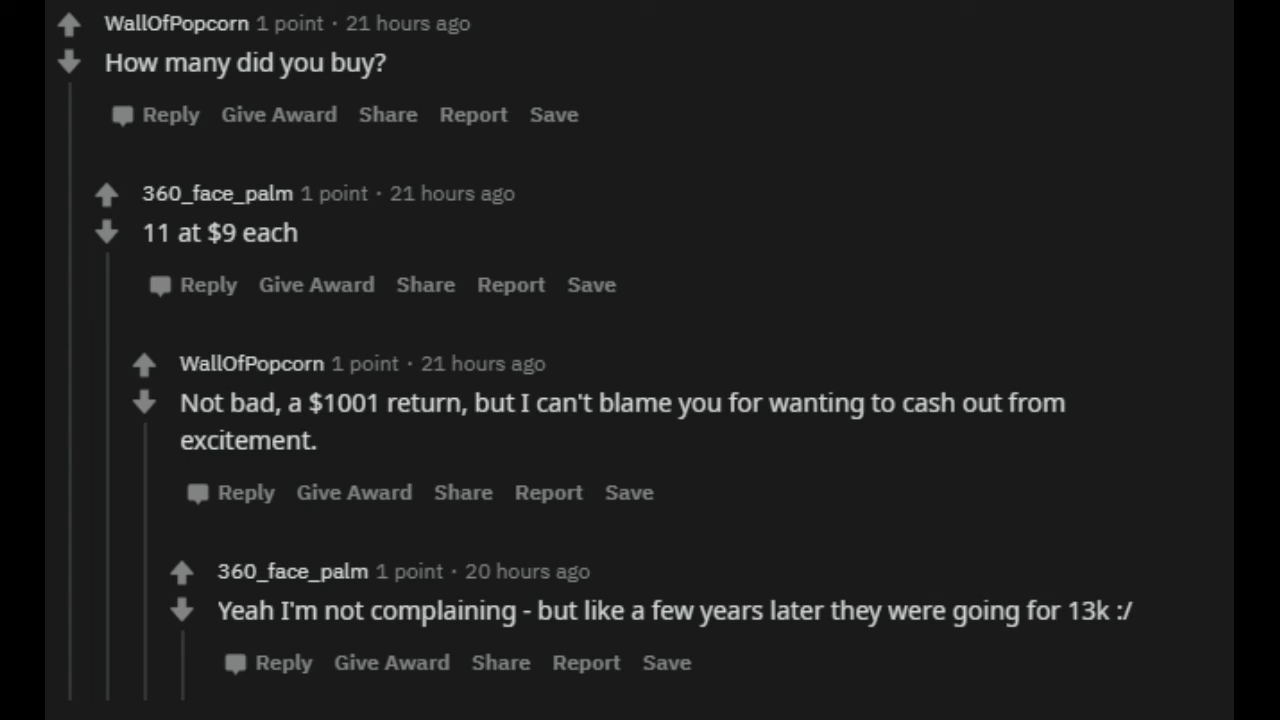 WallOfPopcorn 1 point · 21 hours ago
How many did you buy?
Reply Give Award Share Report Save
360_face_palm 1 point · 21 hours ago
11 at $9 each
Reply Give Award Share Report Save
WallOfPopcorn 1 point · 21 hours ago
Not bad, a $1001 return, but I can't blame you for wanting to cash out from
excitement.
Reply Give Award Share Report Save
360_face_palm 1 point · 20 hours ago
Yeah I'm not complaining - but like a few years later they were going for 13k :/
Reply Give Award Share Report Save